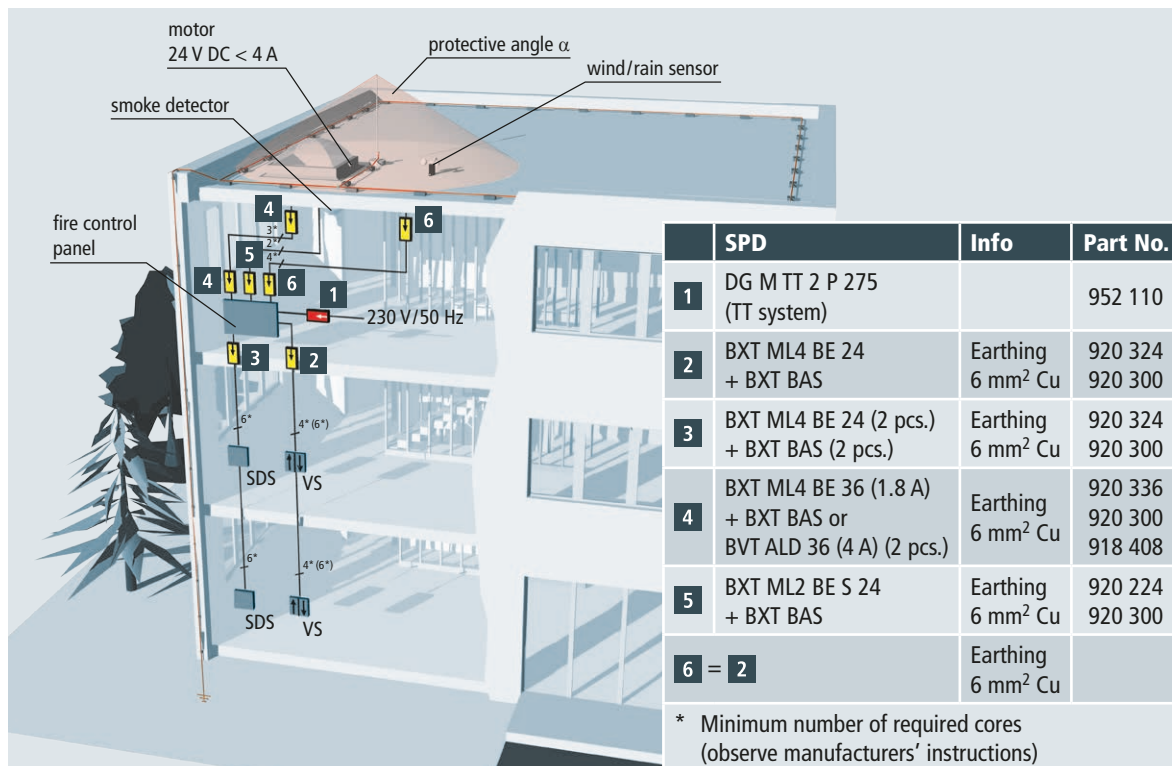 motor
24 V DC < 4 A
protective angle α
wind/rain sensor
smoke detector
fire control
panel
4
6
3*
2*
5
4*
4
6
1
230 V/50 Hz
3
2
6*
4* (6*)
SDS
VS
6*
4* (6*)
SDS
VS
SPD Info Part No.
1 DG M TT 2 P 275 952 110
(TT system)
2 BXT ML4 BE 24 Earthing 920 324
+ BXT BAS 6 mm² Cu 920 300
3 BXT ML4 BE 24 (2 pcs.) Earthing 920 324
+ BXT BAS (2 pcs.) 6 mm² Cu 920 300
4 BXT ML4 BE 36 (1.8 A) Earthing 920 336
+ BXT BAS or 6 mm² Cu 920 300
BVT ALD 36 (4 A) (2 pcs.) 918 408
5 BXT ML2 BE S 24 Earthing 920 224
+ BXT BAS 6 mm² Cu 920 300
6 = 2 Earthing
6 mm² Cu
* Minimum number of required cores
(observe manufacturers’ instructions)